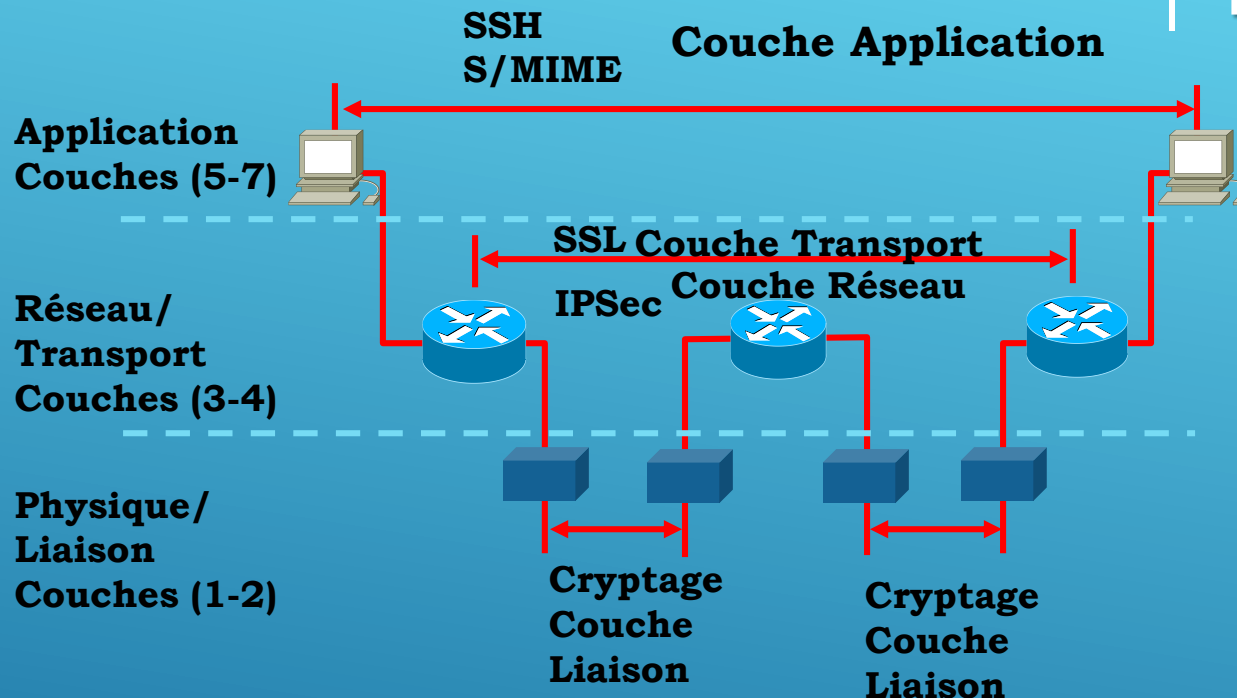 SSH
S/MIME
Couche Application
Application
Couches (5-7)
SSL Couche Transport
IPSec Couche Réseau
Réseau/
Transport
Couches (3-4)
Physique/
Liaison
Couches (1-2)
Cryptage
Couche
Liaison
Cryptage
Couche
Liaison